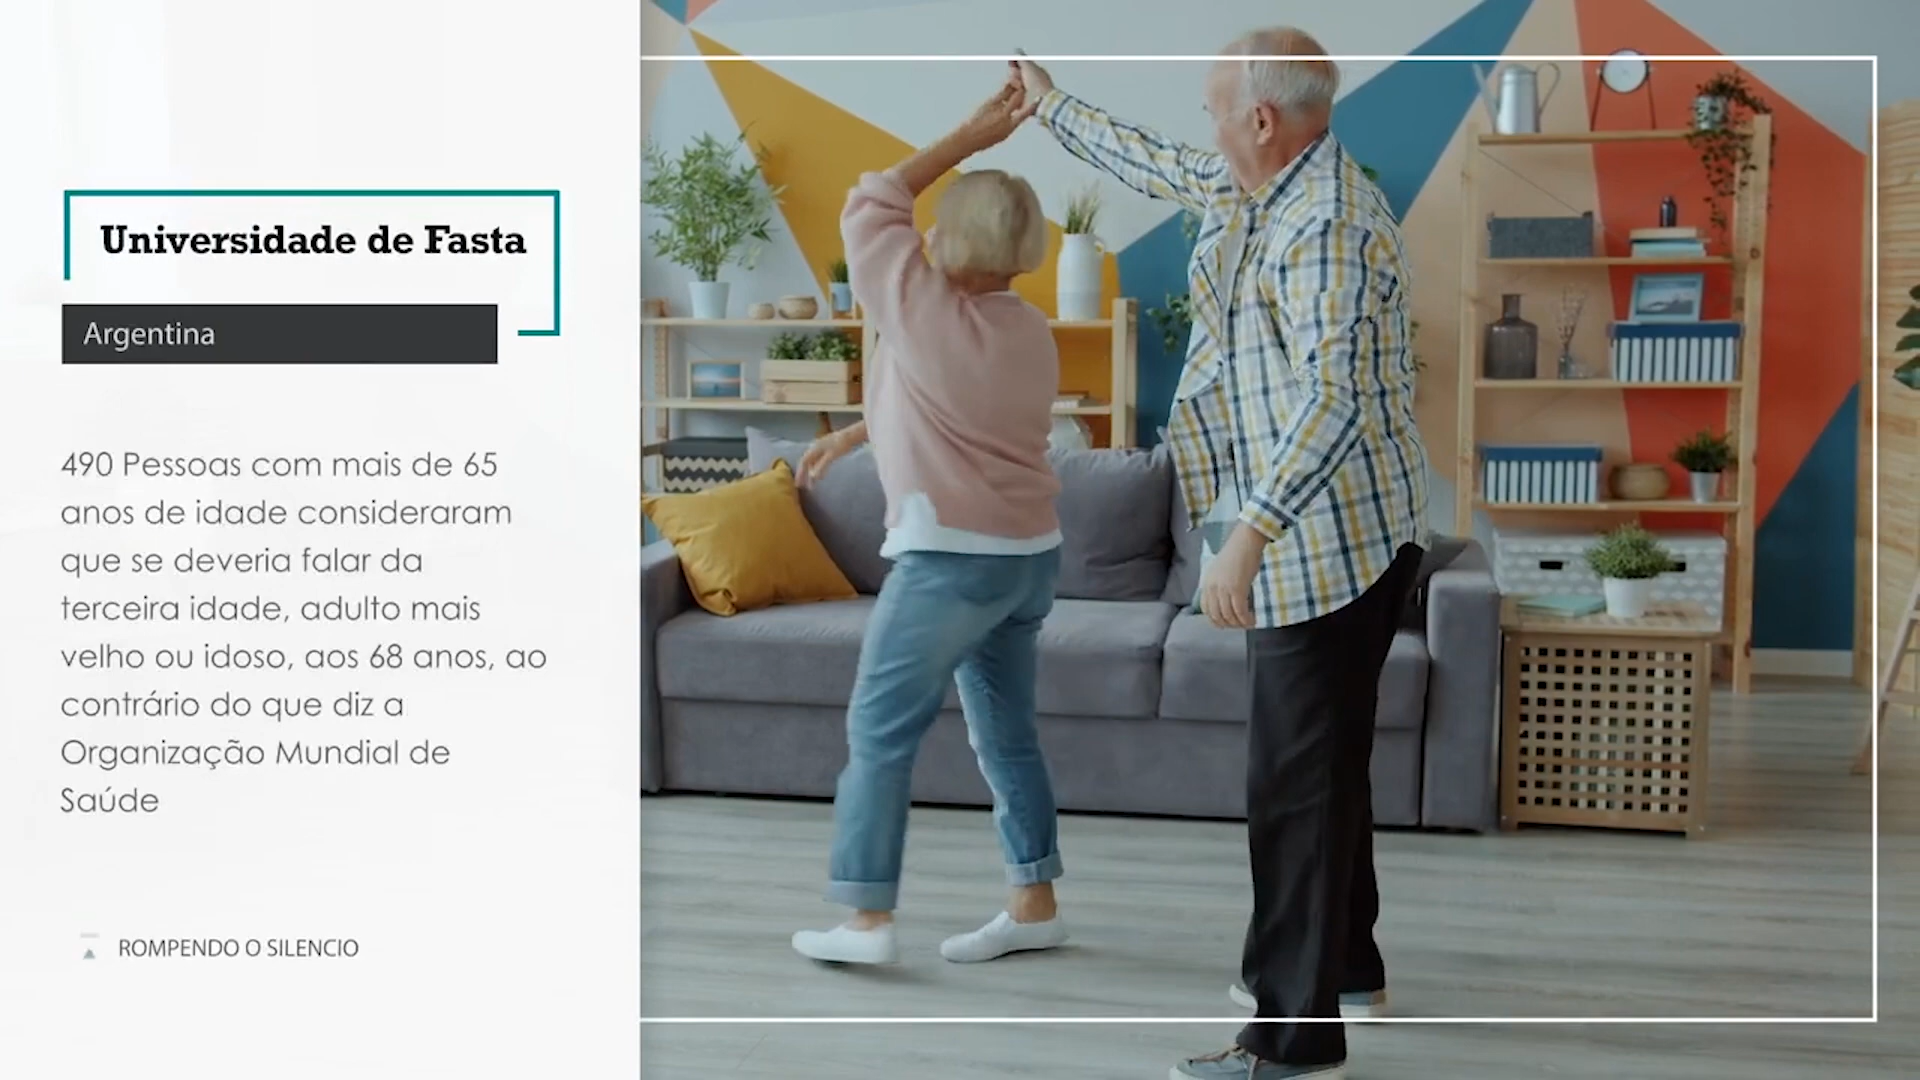 Universidade de Fasta
Argentina
490 Pessoas com mais de 65
anos de idade consideraram
que se deveria falar da
terceira idade, adulto mais
velho ou idoso, aos 68 anos, ao
contrário do que diz a
Organização Mundial de
Saúde
ROMPENDO O SILENCIO